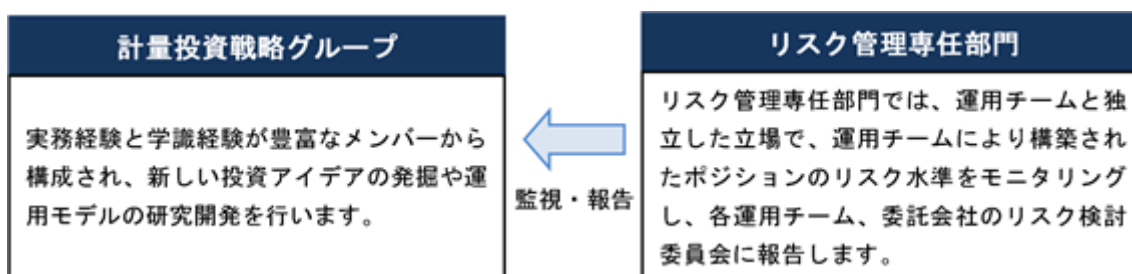 計量投資戦略グループ
実務経験と学識経験が豊富なメンバーから
構成され、新しい投資アイデアの発掘や運
用モデルの研究開発を行います。
監視・報告
リスク管理専任部門
リスク管理専任部門では、運用チームと独
立した立場で、運用チームにより構築され
たポジションのリスク水準をモニタリング
し、各運用チーム、委託会社のリスク検討
委員会に報告します。